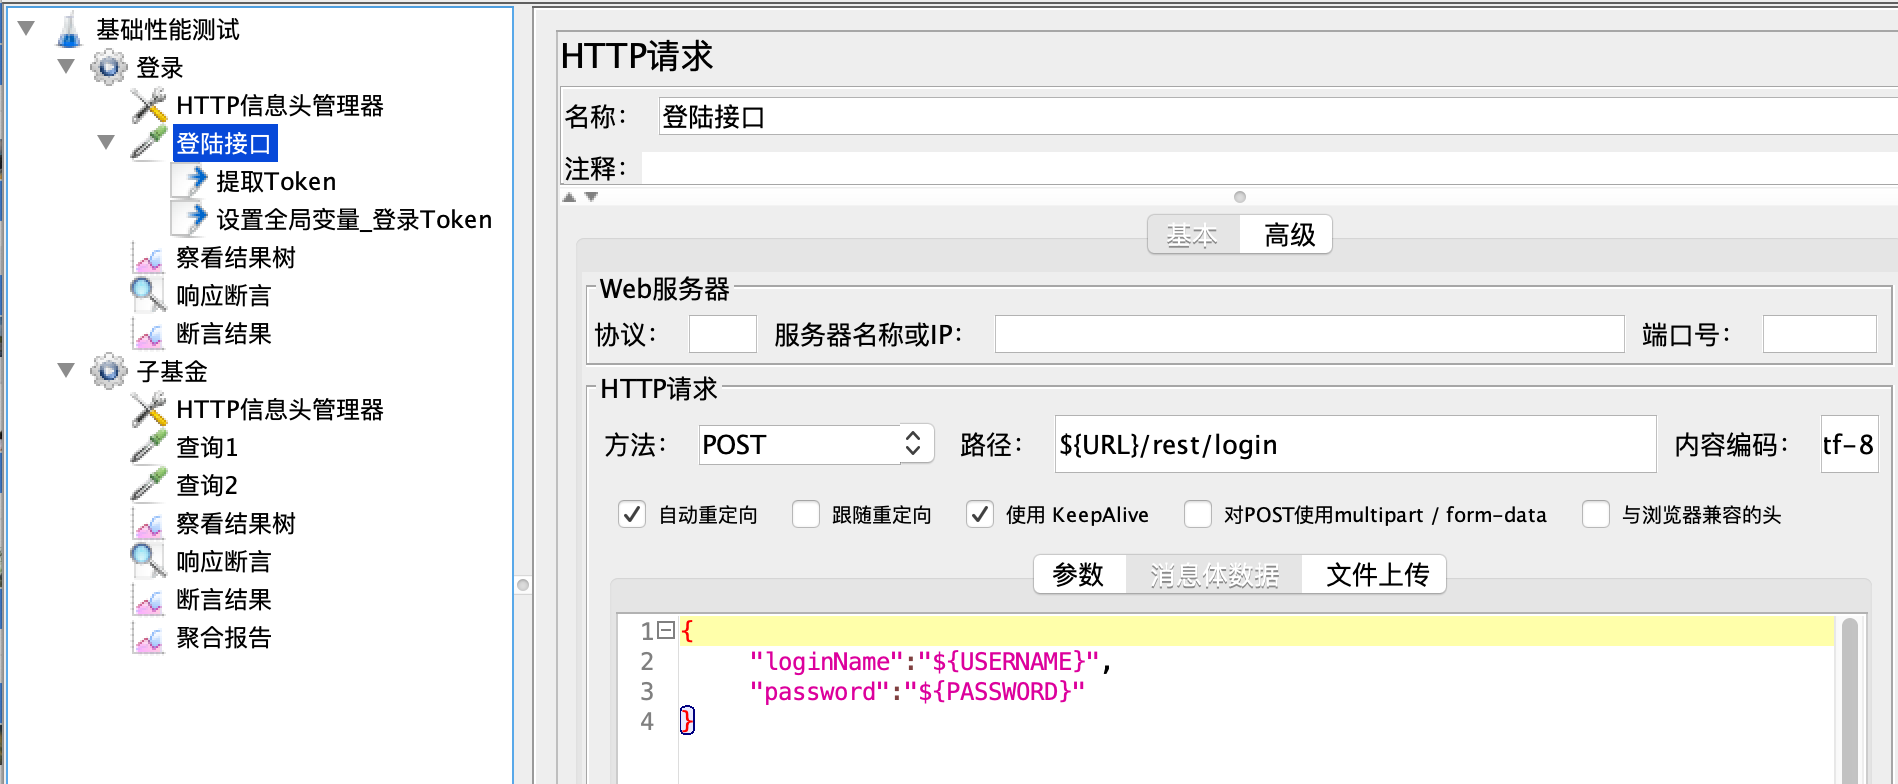 基础性能测试
登录
HTTP信息头管理器
登陆接口
提取Token
设置全局变量_登录Token
察看结果树
响应断言
断言结果
子基金
HTTP信息头管理器
查询1
查询2
察看结果树
响应断言
断言结果
聚合报告
HTTP请求
名称： 登陆接口
注释：
基本 高级
Web服务器
协议： 服务器名称或IP： 端口号：
HTTP请求
方法： POST 路径： ${URL}/rest/login 内容编码： tf-8
自动重定向 跟随重定向 使用 KeepAlive 对POST使用multipart / form-data 与浏览器兼容的头
参数 消息体数据 文件上传
1 {
2 "loginName":"${USERNAME}",
3 "password":"${PASSWORD}"
4 }